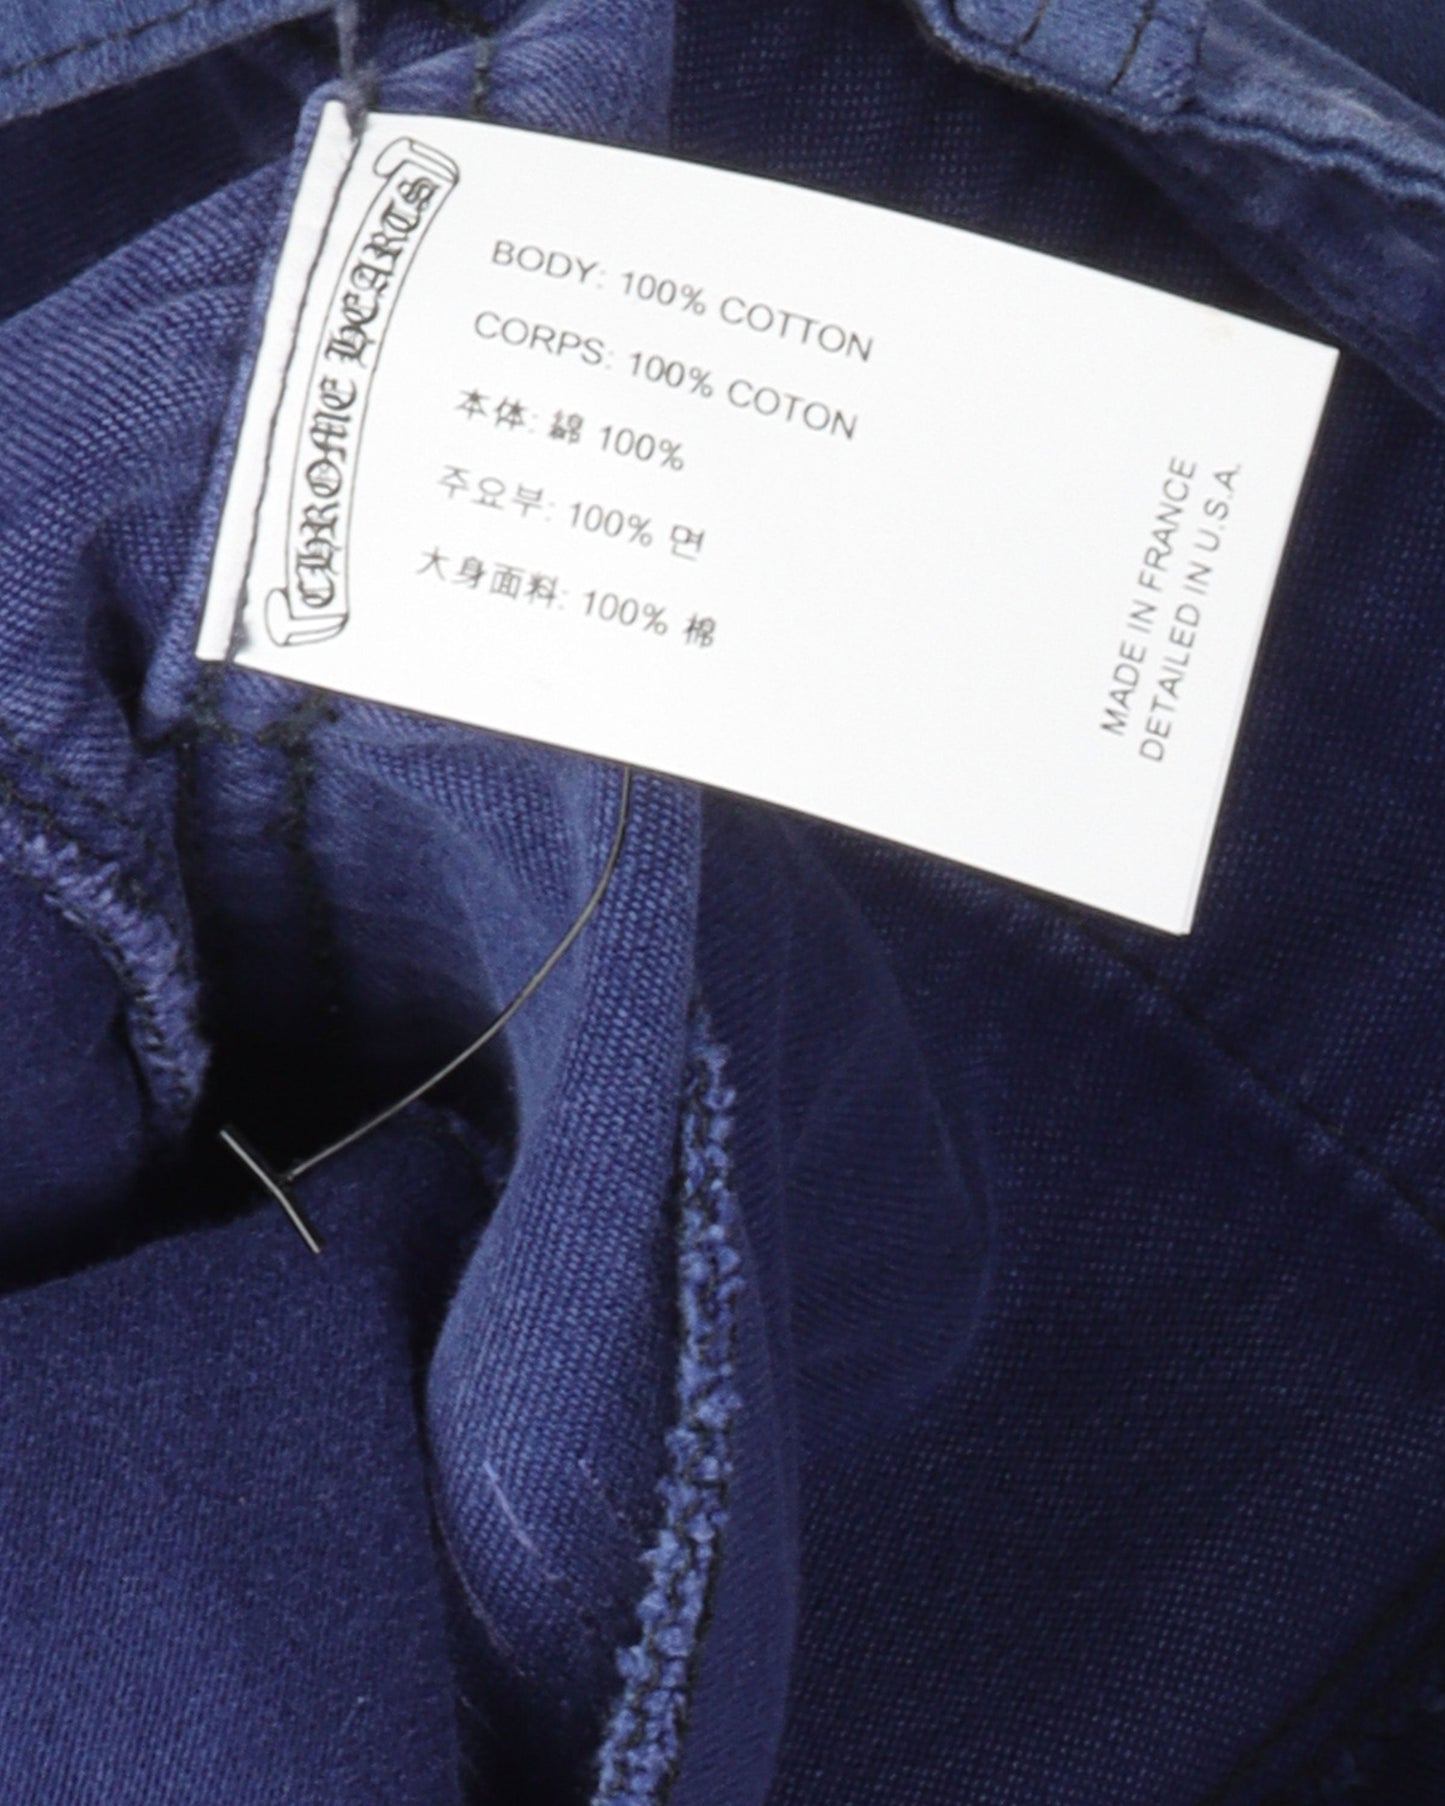 CHROME HEARTS
BODY: 100% COTTON
CORPS: 100% COTON
本体: 綿 100%
주요부: 100% 면
大身面料: 100% 棉
MADE IN FRANCE
DETAILED IN U.S.A.